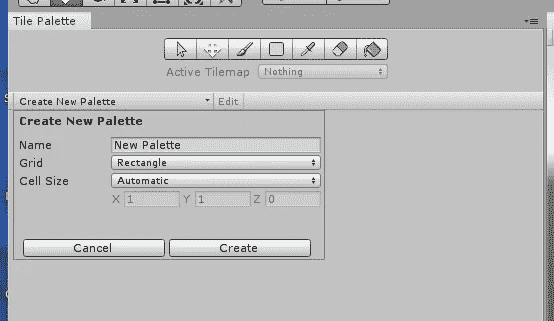 Tile Palette
Active Tilemap Nothing
Create New Palette Edit
Create New Palette
Name New Palette
Grid Rectangle
Cell Size Automatic
X 1 Y 1 Z 0
Cancel Create